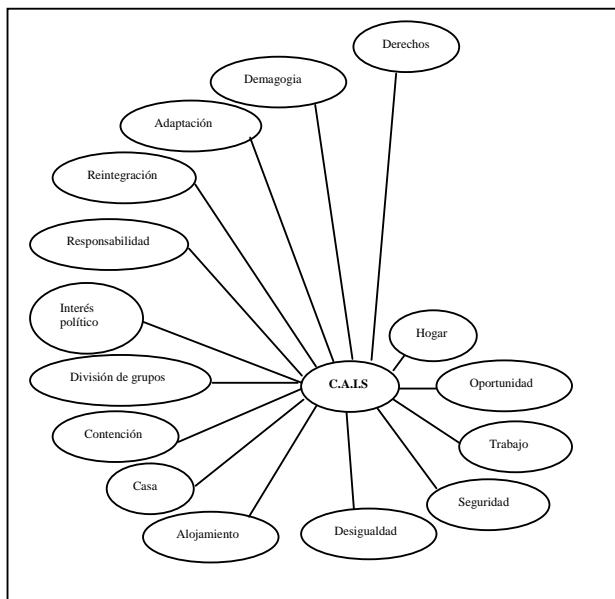 Derechos
Demagogia
Adaptación
Reintegración
Responsabilidad
Interés
político
Hogar
División de grupos
C.A.I.S
Oportunidad
Contención
Trabajo
Casa
Seguridad
Alojamiento
Desigualdad